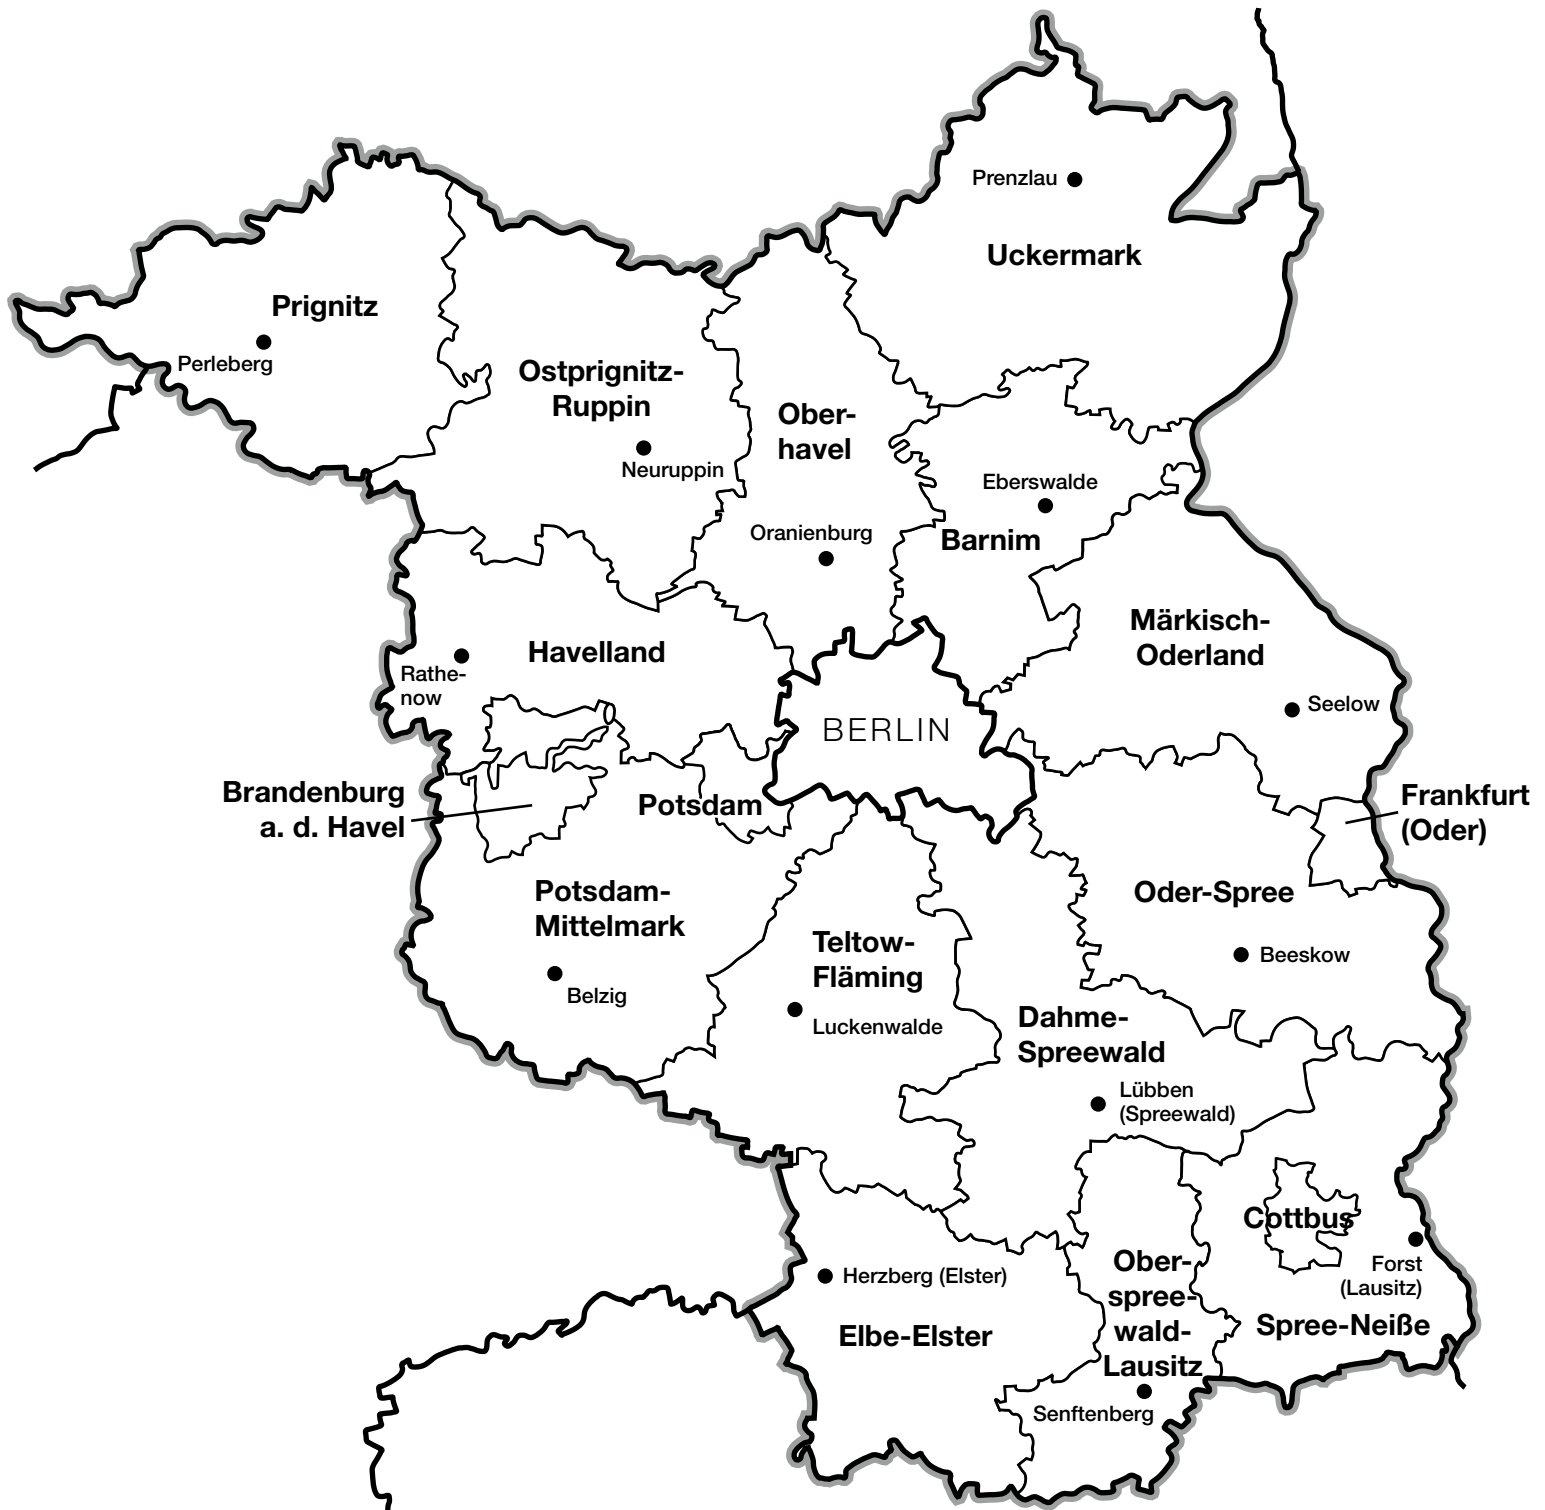 Prenzlau
Uckermark
Prignitz
Perleberg
Ostprignitz-
Ruppin
Neuruppin
Ober-
havel
Oranienburg
Eberswalde
Barnim
Märkisch-
Oderland
Seelow
Havelland
Rathe-
now
BERLIN
Brandenburg
a. d. Havel
Potsdam
Frankfurt
(Oder)
Potsdam-
Mittelmark
Belzig
Teltow-
Fläming
Luckenwalde
Oder-Spree
Beeskow
Dahme-
Spreewald
Lübben
(Spreewald)
Cottbus
Forst
(Lausitz)
Spree-Neiße
Herzberg (Elster)
Elbe-Elster
Ober-
spree-
wald-
Lausitz
Senftenberg